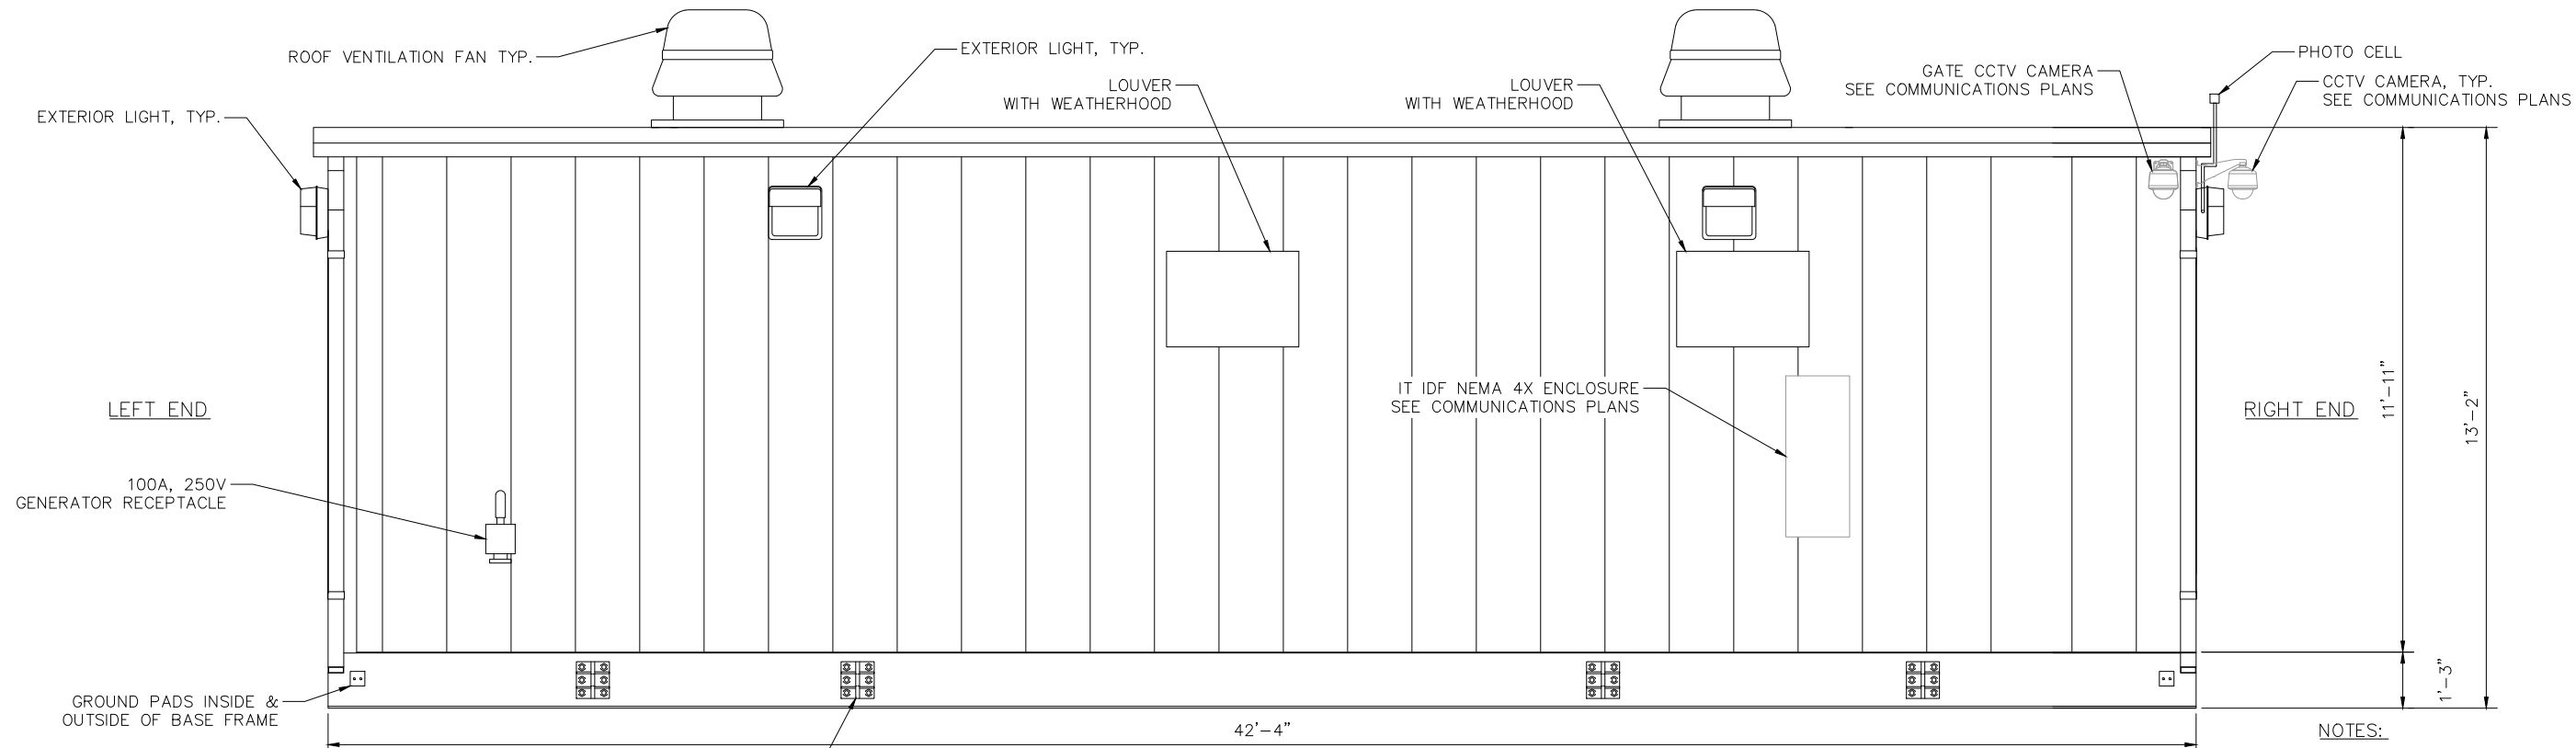 ROOF VENTILATION FAN TYP.
EXTERIOR LIGHT, TYP.
LOUVER
WITH WEATHERHOOD
LOUVER
WITH WEATHERHOOD
GATE CCTV CAMERA
SEE COMMUNICATIONS PLANS
PHOTO CELL
CCTV CAMERA, TYP.
SEE COMMUNICATIONS PLANS
EXTERIOR LIGHT, TYP.
LEFT END
IT IDF NEMA 4X ENCLOSURE
SEE COMMUNICATIONS PLANS
RIGHT END
11'-11"
13'-2"
100A, 250V
GENERATOR RECEPTACLE
GROUND PADS INSIDE &
OUTSIDE OF BASE FRAME
1'-3"
42'-4"
NOTES: